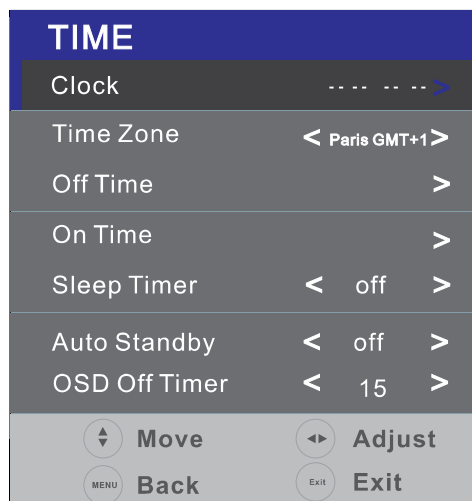 TIME
Clock -- -- -- -- >
Time Zone < Paris GMT+1 >
Off Time >
On Time >
Sleep Timer < off >
Auto Standby < off >
OSD Off Timer < 15 >
Move Adjust
MENU Back Exit Exit